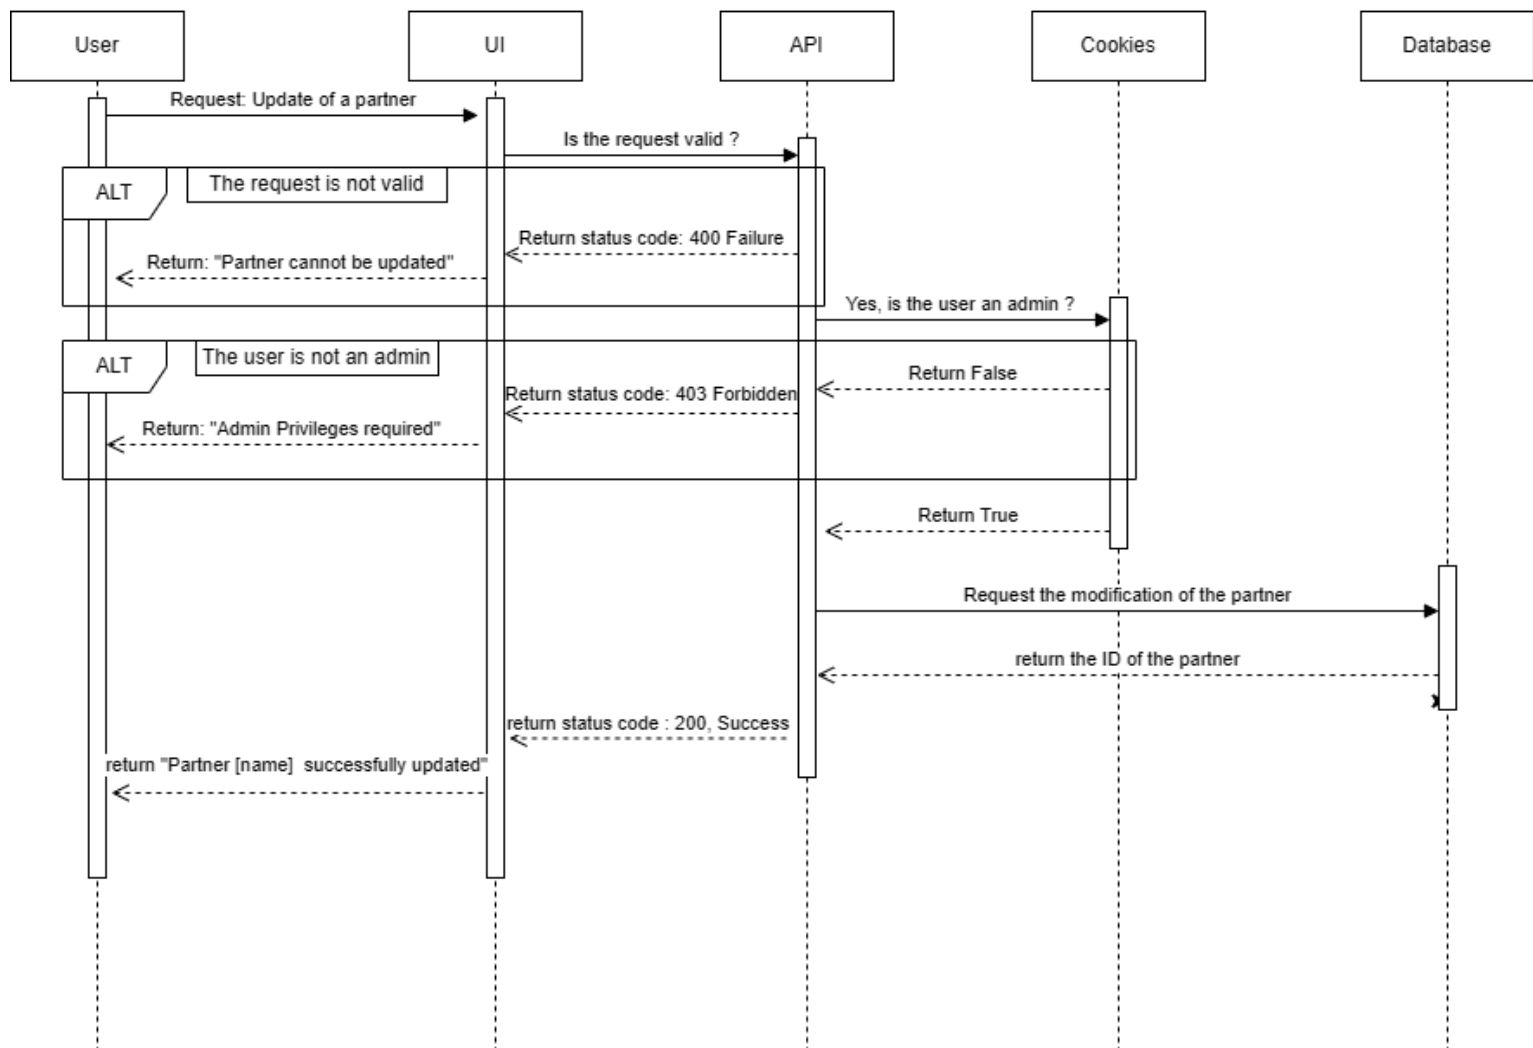 User
UI
API
Cookies
Database
Request: Update of a partner
Is the request valid ?
ALT
The request is not valid
Return status code: 400 Failure
Return: "Partner cannot be updated"
Yes, is the user an admin ?
ALT
The user is not an admin
Return False
Return status code: 403 Forbidden
Return: "Admin Privileges required"
Return True
Request the modification of the partner
return the ID of the partner
return status code : 200, Success
return "Partner [name]  successfully updated"